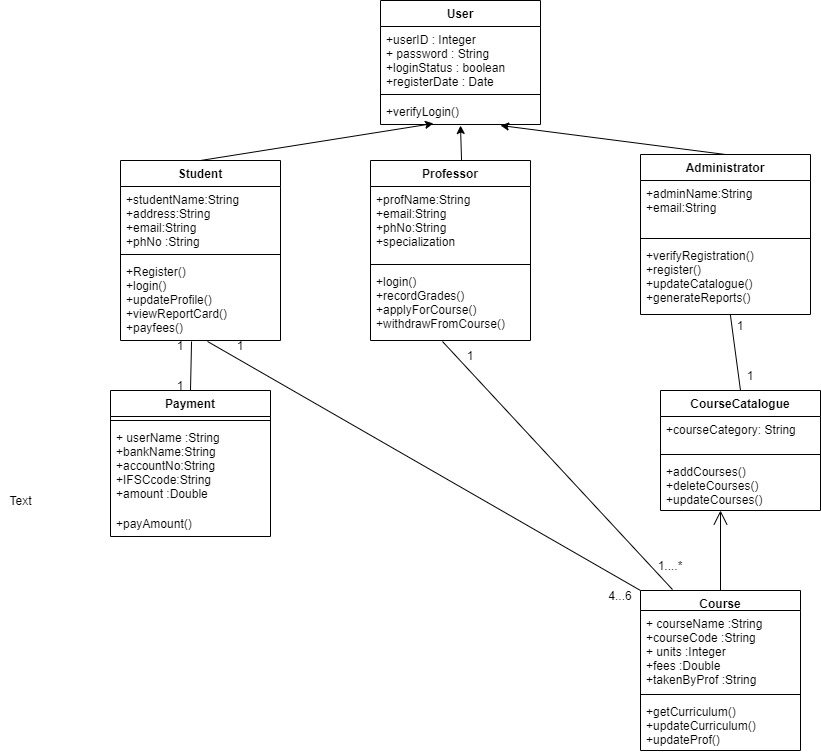 User
+userID : Integer
+ password : String
+loginStatus : boolean
+registerDate : Date
+verifyLogin()
Student
+studentName:String
+address:String
+email:String
+phNo :String
+Register()
+login()
+updateProfile()
+viewReportCard()
+payfees()
Professor
+profName:String
+email:String
+phNo:String
+specialization
+login()
+recordGrades()
+applyForCourse()
+withdrawFromCourse()
Administrator
+adminName:String
+email:String
+verifyRegistration()
+register()
+updateCatalogue()
+generateReports()
1
1
1
1
1
1
Payment
+ userName :String
+bankName:String
+accountNo:String
+IFSCcode:String
+amount :Double
+payAmount()
CourseCatalogue
+courseCategory: String
+addCourses()
+deleteCourses()
+updateCourses()
Text
1....*
4...6
Course
+ courseName :String
+courseCode :String
+ units :Integer
+fees :Double
+takenByProf :String
+getCurriculum()
+updateCurriculum()
+updateProf()